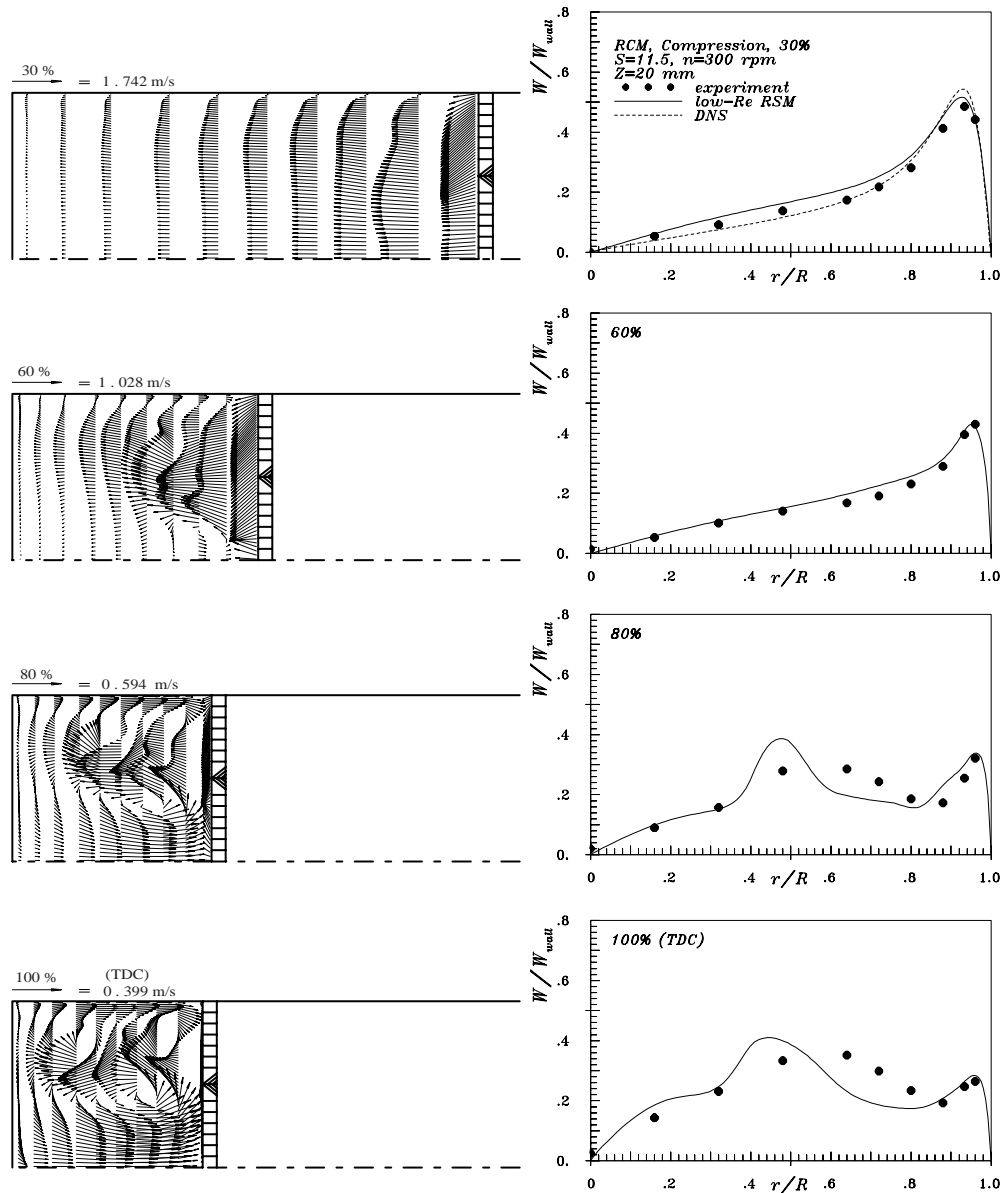 30 %
= 1 . 742 m/s
W/W wall
.8
.6
.4
.2
0.
RCM, Compression, 30%
S=11.5, n=300 rpm
Z=20 mm
experiment
low-Re RSM
DNS
0 .2 .4 r/R .6 .8 1.0
60 %
= 1 . 028 m/s
W/W wall
.8
.6
.4
.2
0.
60%
0 .2 .4 r/R .6 .8 1.0
80 %
= 0 . 594 m/s
W/W wall
.8
.6
.4
.2
0.
80%
0 .2 .4 r/R .6 .8 1.0
100 %
(TDC)
= 0 . 399 m/s
W/W wall
.8
.6
.4
.2
0.
100% (TDC)
0 .2 .4 r/R .6 .8 1.0